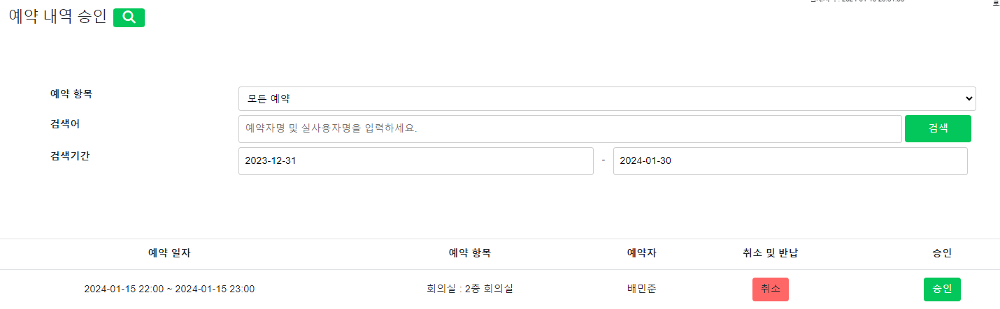 예약 내역 승인
예약 항목
모든 예약
검색어
예약자명 및 실사용자명을 입력하세요.
검색
검색기간
2023-12-31 - 2024-01-30
예약 일자 예약 항목 예약자 취소 및 반납 승인
2024-01-15 22:00 ~ 2024-01-15 23:00 회의실 : 2층 회의실 배민준 취소 승인